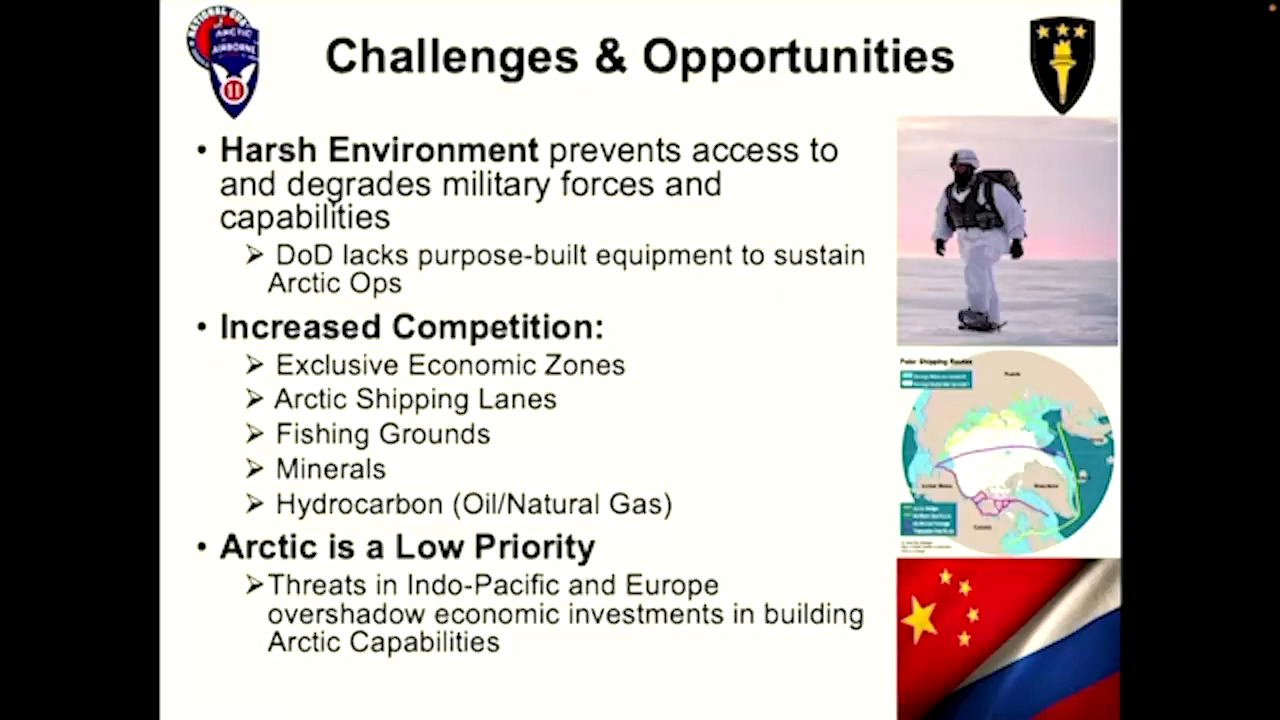 Challenges & Opportunities
ARCTIC
AIRBORNE
11
• Harsh Environment prevents access to
and degrades military forces and
capabilities
➢ DoD lacks purpose-built equipment to sustain
Arctic Ops
• Increased Competition:
➢ Exclusive Economic Zones
➢ Arctic Shipping Lanes
➢ Fishing Grounds
➢ Minerals
➢ Hydrocarbon (Oil/Natural Gas)
• Arctic is a Low Priority
➢Threats in Indo-Pacific and Europe
overshadow economic investments in building
Arctic Capabilities
Polar Shipping Routes